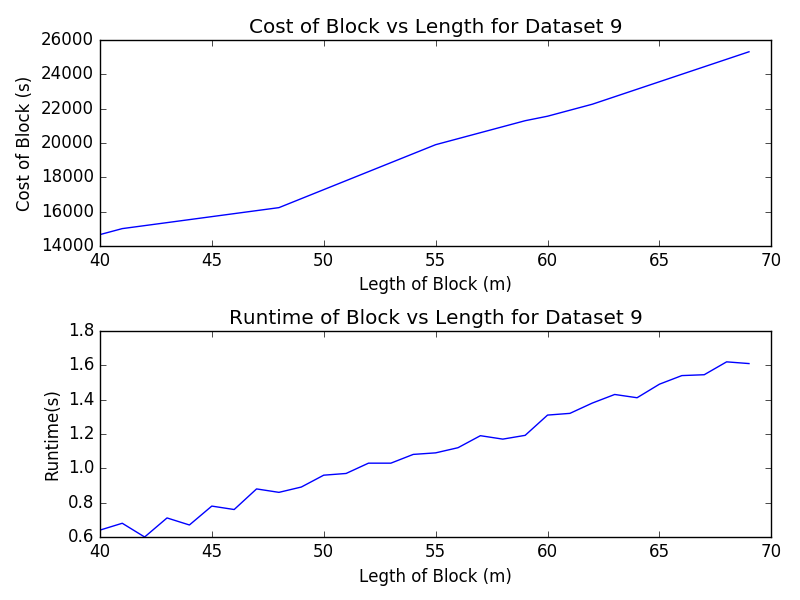 Cost of Block vs Length for Dataset 9
26000
24000
22000
20000
18000
16000
14000
Cost of Block (s)
40 45 50 55 60 65 70
Legth of Block (m)
Runtime of Block vs Length for Dataset 9
1.8
1.6
1.4
1.2
1.0
0.8
0.6
Runtime(s)
40 45 50 55 60 65 70
Legth of Block (m)